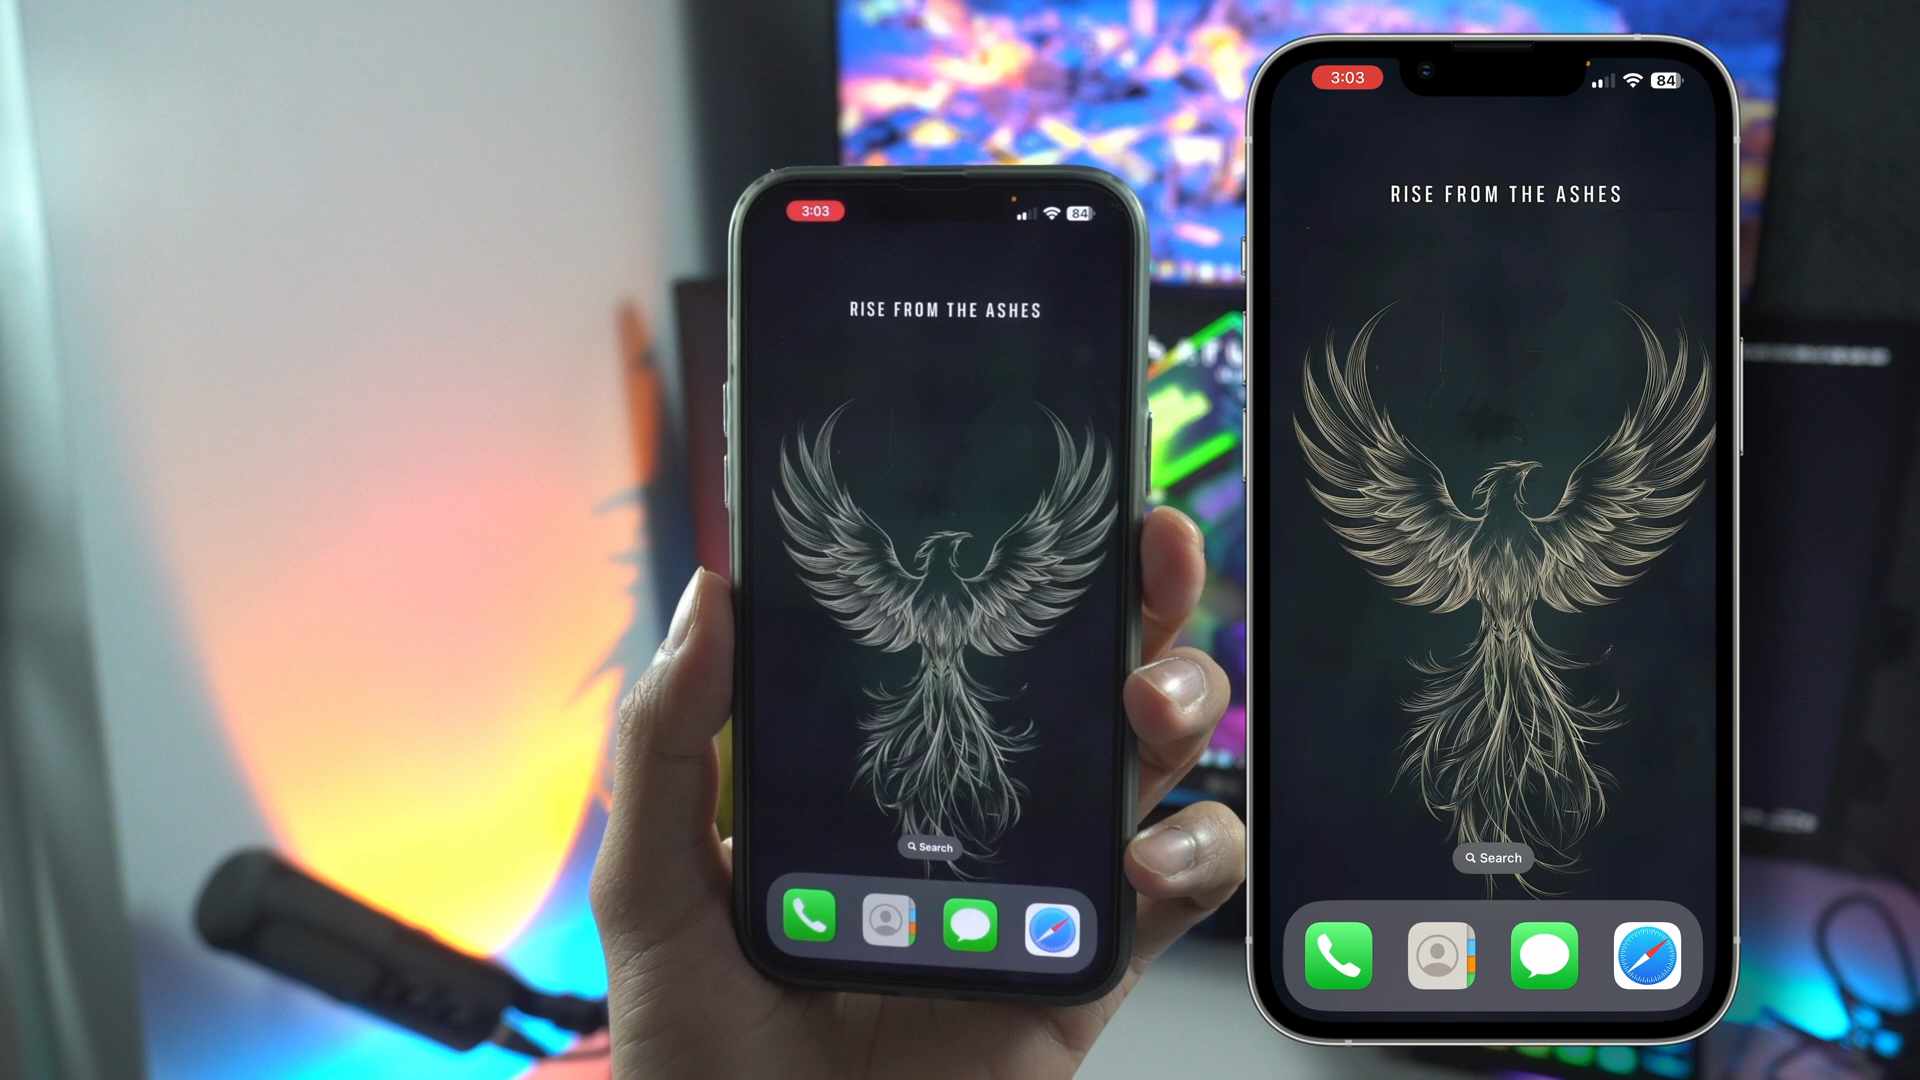 3:03
84
RISE FROM THE ASHES
Search
3:03
84
RISE FROM THE ASHES
Search